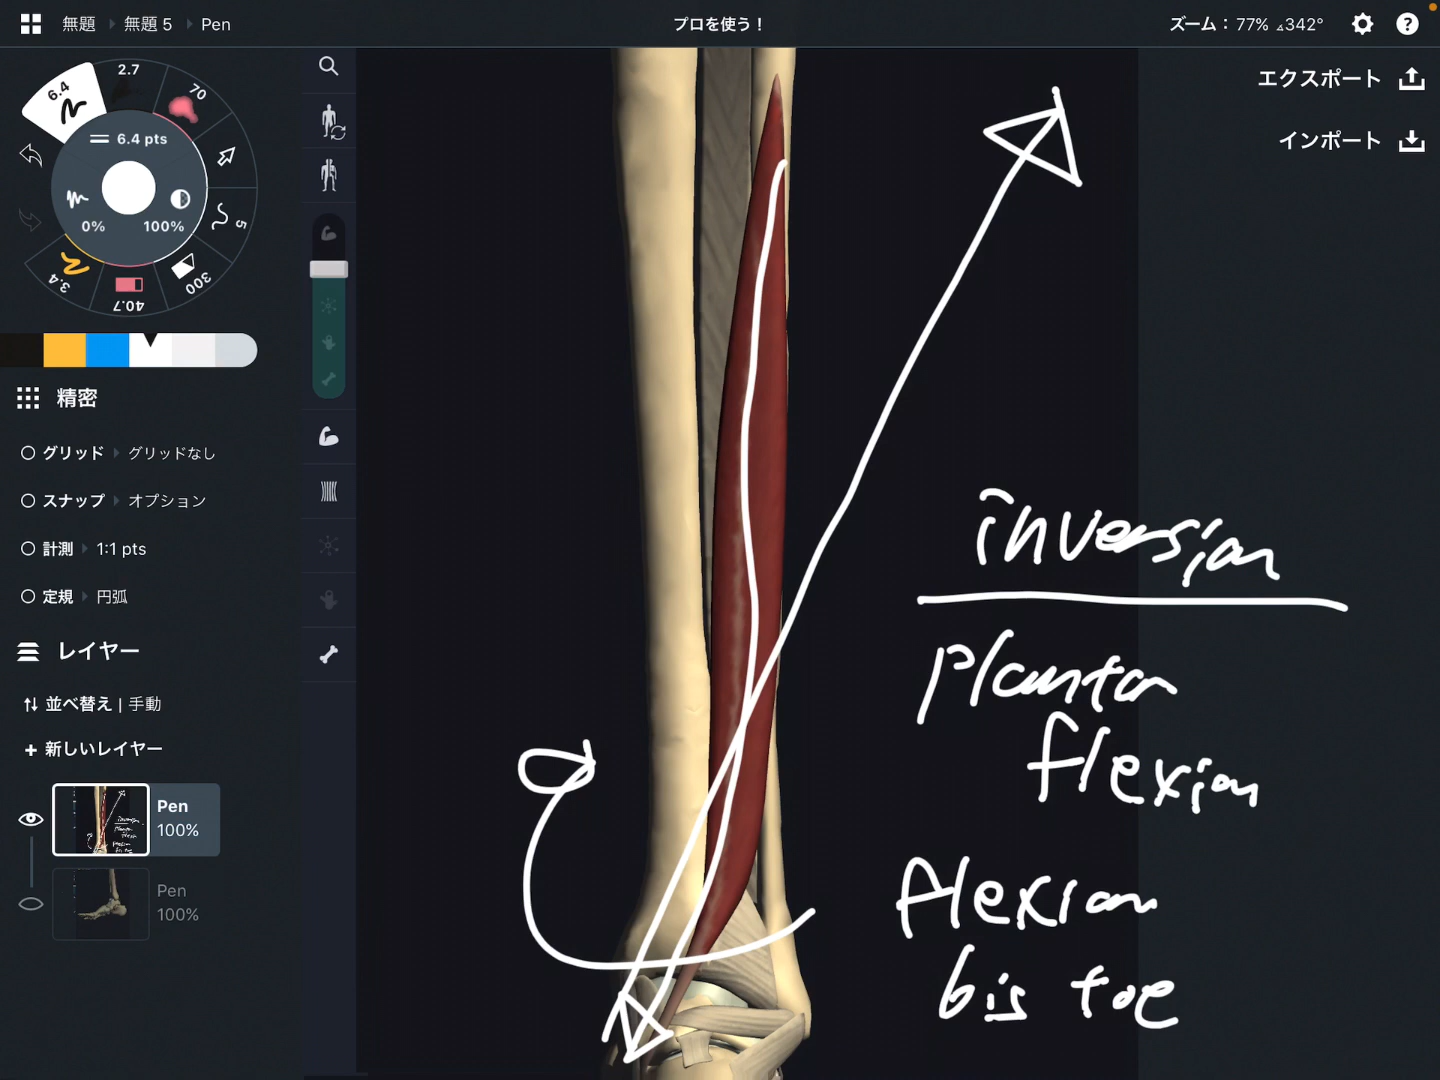 無題 無題 5 Pen
プロを使う！
ズーム：77% ⊿342°
エクスポート
インポート
6.4
2.7
70
5
300
40.7
3.4
6.4 pts
0% 100%
精密
グリッド グリッドなし
スナップ オプション
計測 1:1 pts
定規 円弧
レイヤー
並べ替え | 手動
+ 新しいレイヤー
Pen
100%
Pen
100%
inversion
plantar
flexion
flexion
big toe